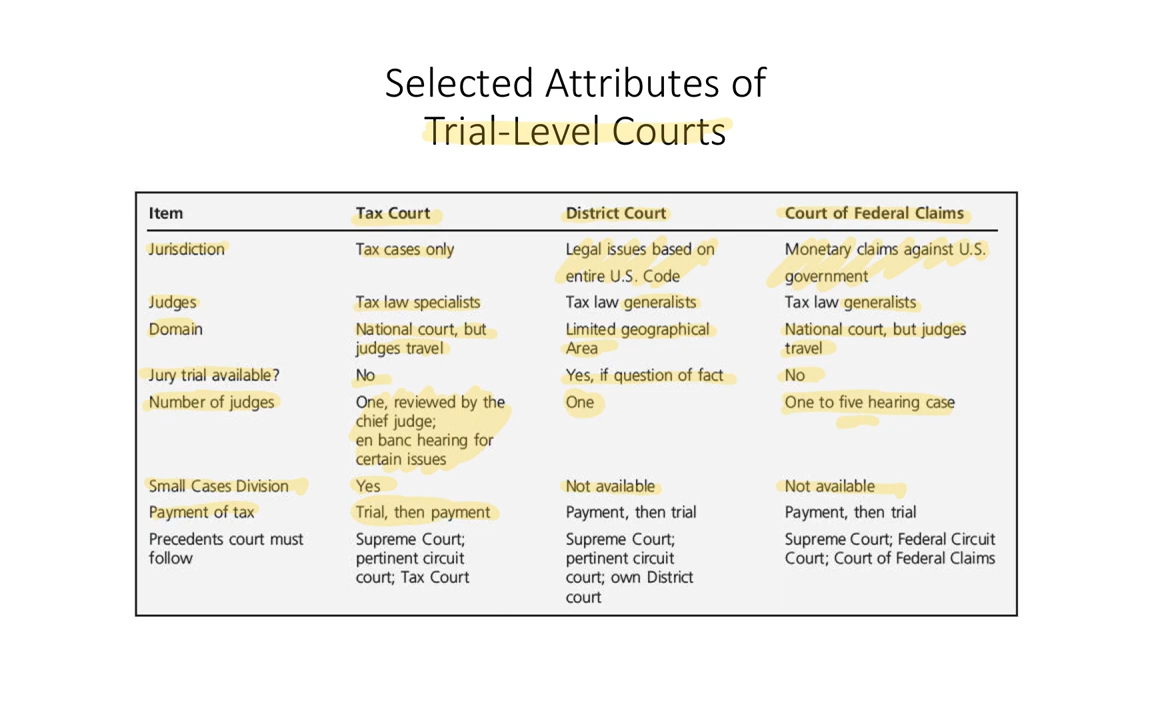 Selected Attributes of
Trial-Level Courts
Item Tax Court District Court Court of Federal Claims
Jurisdiction Tax cases only Legal issues based on Monetary claims against U.S.
entire U.S. Code government
Judges Tax law specialists Tax law generalists Tax law generalists
Domain National court, but Limited geographical National court, but judges
judges travel Area travel
Jury trial available? No Yes, if question of fact No
Number of judges One, reviewed by the One One to five hearing case
chief judge;
en banc hearing for
certain issues
Small Cases Division Yes Not available Not available
Payment of tax Trial, then payment Payment, then trial Payment, then trial
Precedents court must Supreme Court; Supreme Court; Supreme Court; Federal Circuit
follow pertinent circuit pertinent circuit Court; Court of Federal Claims
court; Tax Court court; own District
court